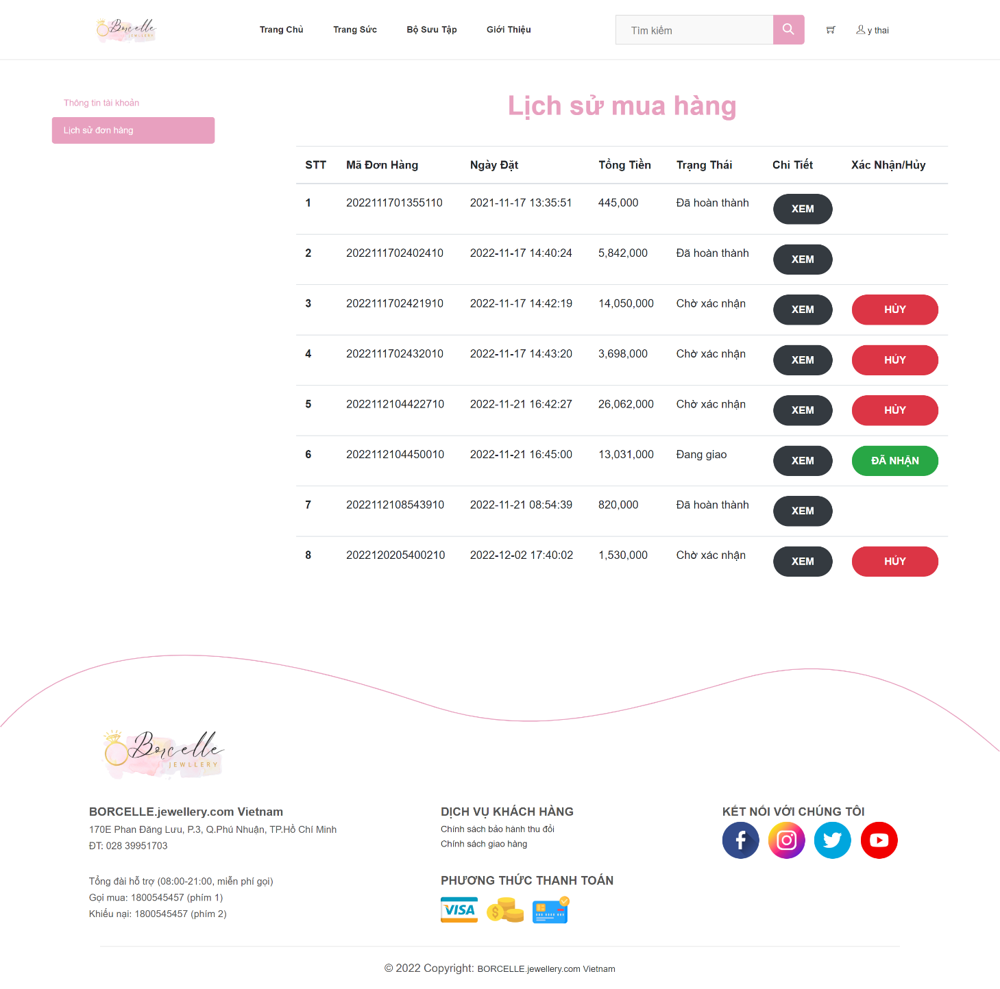 Borcelle
JEWLLERY
Trang Chủ Trang Sức Bộ Sưu Tập Giới Thiệu
Tìm kiếm
y thai
Thông tin tài khoản
Lịch sử đơn hàng
Lịch sử mua hàng
STT Mã Đơn Hàng Ngày Đặt Tổng Tiền Trạng Thái Chi Tiết Xác Nhận/Hủy
1 2022111701355110 2021-11-17 13:35:51 445,000 Đã hoàn thành XEM
2 2022111702402410 2022-11-17 14:40:24 5,842,000 Đã hoàn thành XEM
3 2022111702421910 2022-11-17 14:42:19 14,050,000 Chờ xác nhận XEM HỦY
4 2022111702432010 2022-11-17 14:43:20 3,698,000 Chờ xác nhận XEM HỦY
5 2022112104422710 2022-11-21 16:42:27 26,062,000 Chờ xác nhận XEM HỦY
6 2022112104450010 2022-11-21 16:45:00 13,031,000 Đang giao XEM ĐÃ NHẬN
7 2022112108543910 2022-11-21 08:54:39 820,000 Đã hoàn thành XEM
8 2022120205400210 2022-12-02 17:40:02 1,530,000 Chờ xác nhận XEM HỦY
Borcelle
JEWLLERY
BORCELLE.jewellery.com Vietnam
170E Phan Đăng Lưu, P.3, Q.Phú Nhuận, TP.Hồ Chí Minh
ĐT: 028 39951703
Tổng đài hỗ trợ (08:00-21:00, miễn phí gọi)
Gọi mua: 1800545457 (phím 1)
Khiếu nại: 1800545457 (phím 2)
DỊCH VỤ KHÁCH HÀNG
Chính sách bảo hành thu đổi
Chính sách giao hàng
PHƯƠNG THỨC THANH TOÁN
VISA
KẾT NỐI VỚI CHÚNG TÔI
© 2022 Copyright: BORCELLE.jewellery.com Vietnam